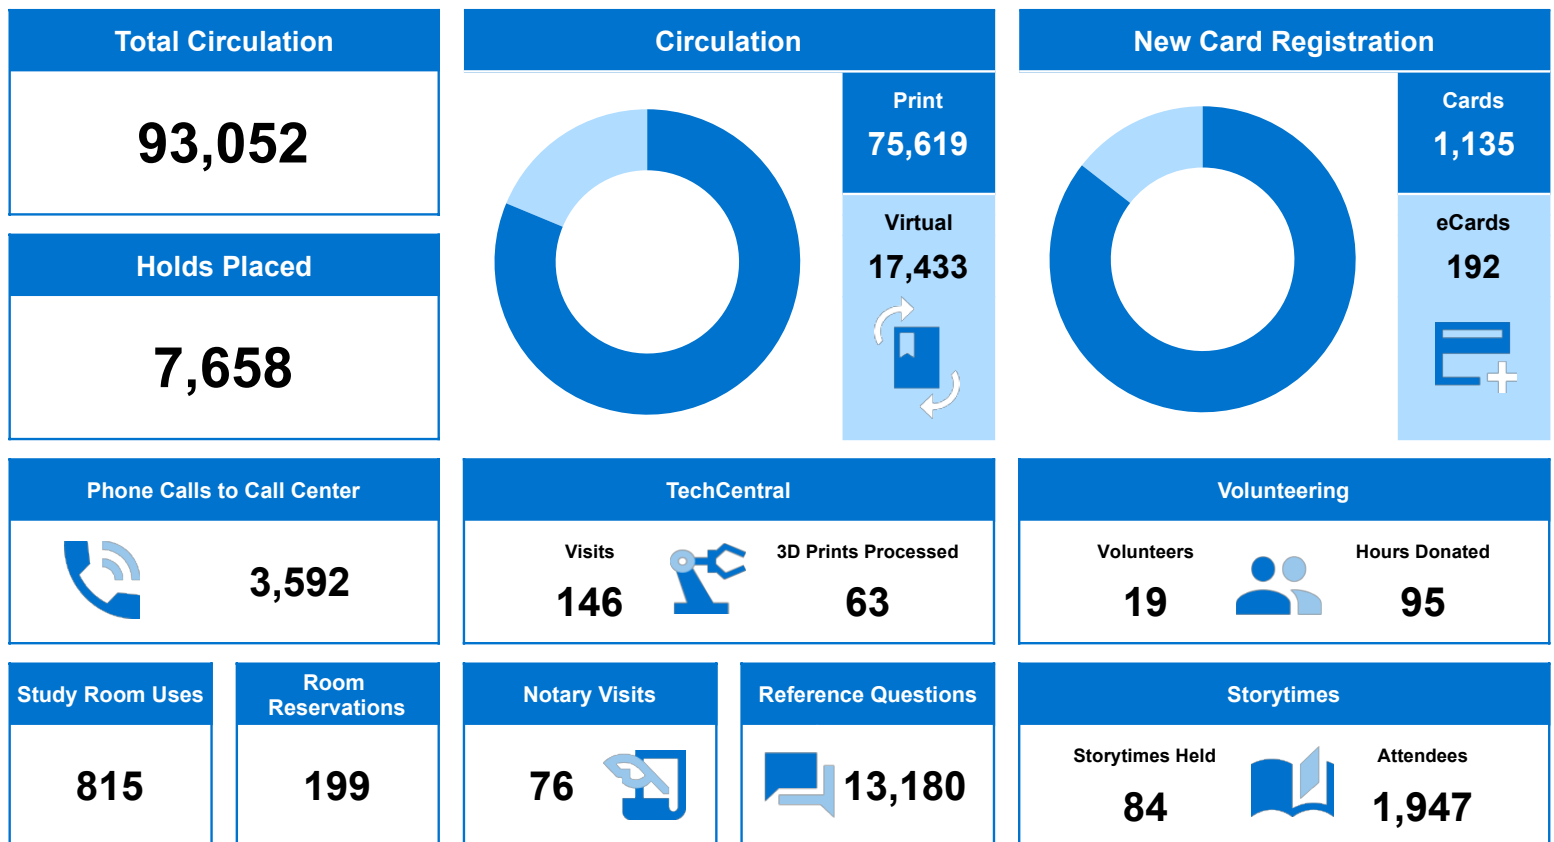 Total Circulation
93,052
Circulation
Print
75,619
Virtual
17,433
New Card Registration
Cards
1,135
eCards
192
Holds Placed
7,658
Phone Calls to Call Center
3,592
TechCentral
Visits
146
3D Prints Processed
63
Volunteering
Volunteers
19
Hours Donated
95
Study Room Uses
815
Room
Reservations
199
Notary Visits
76
Reference Questions
13,180
Storytimes
Storytimes Held
84
Attendees
1,947